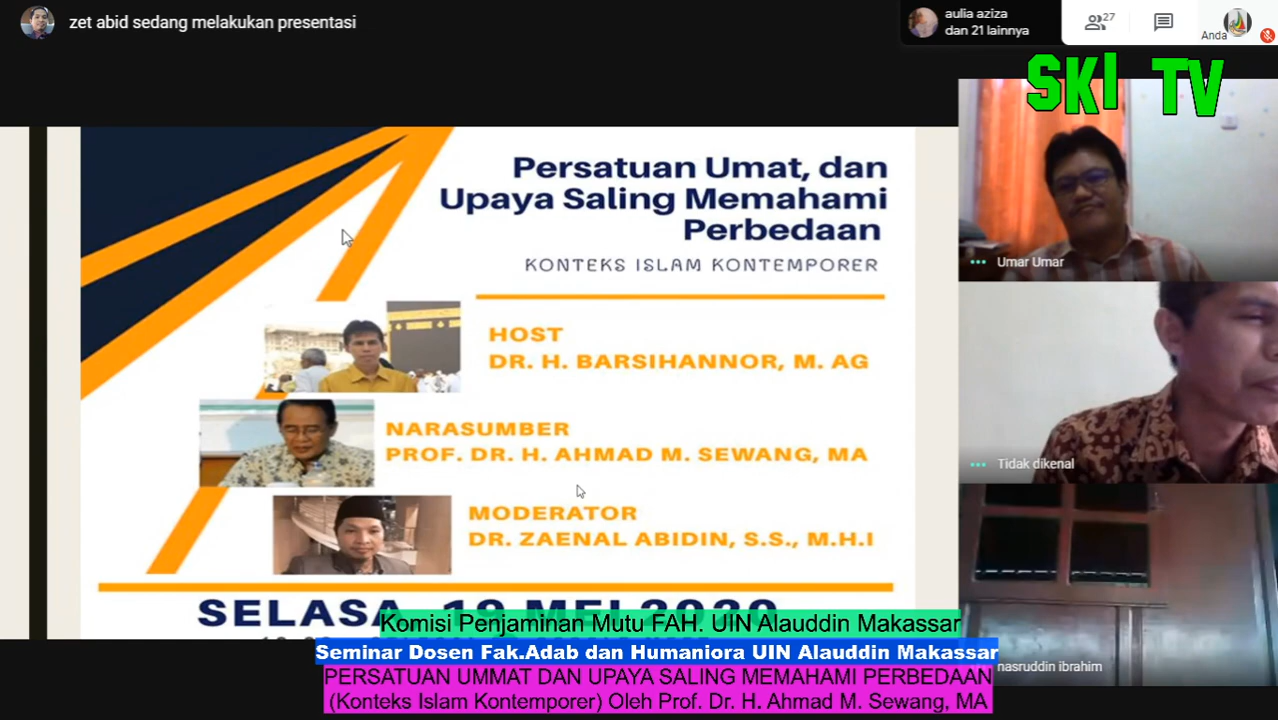 zet abid sedang melakukan presentasi
aulia aziza
dan 21 lainnya
27
Anda
SKI TV
Persatuan Umat, dan
Upaya Saling Memahami
Perbedaan
KONTEKS ISLAM KONTEMPORER
HOST
DR. H. BARSIHANNOR, M. AG
NARASUMBER
PROF. DR. H. AHMAD M. SEWANG, MA
MODERATOR
DR. ZAENAL ABIDIN, S.S., M.H.I
SELASA, 19 MEI 2020
Umar Umar
Tidak dikenal
nasruddin ibrahim
Komisi Penjaminan Mutu FAH. UIN Alauddin Makassar
Seminar Dosen Fak.Adab dan Humaniora UIN Alauddin Makassar
PERSATUAN UMMAT DAN UPAYA SALING MEMAHAMI PERBEDAAN
(Konteks Islam Kontemporer) Oleh Prof. Dr. H. Ahmad M. Sewang, MA